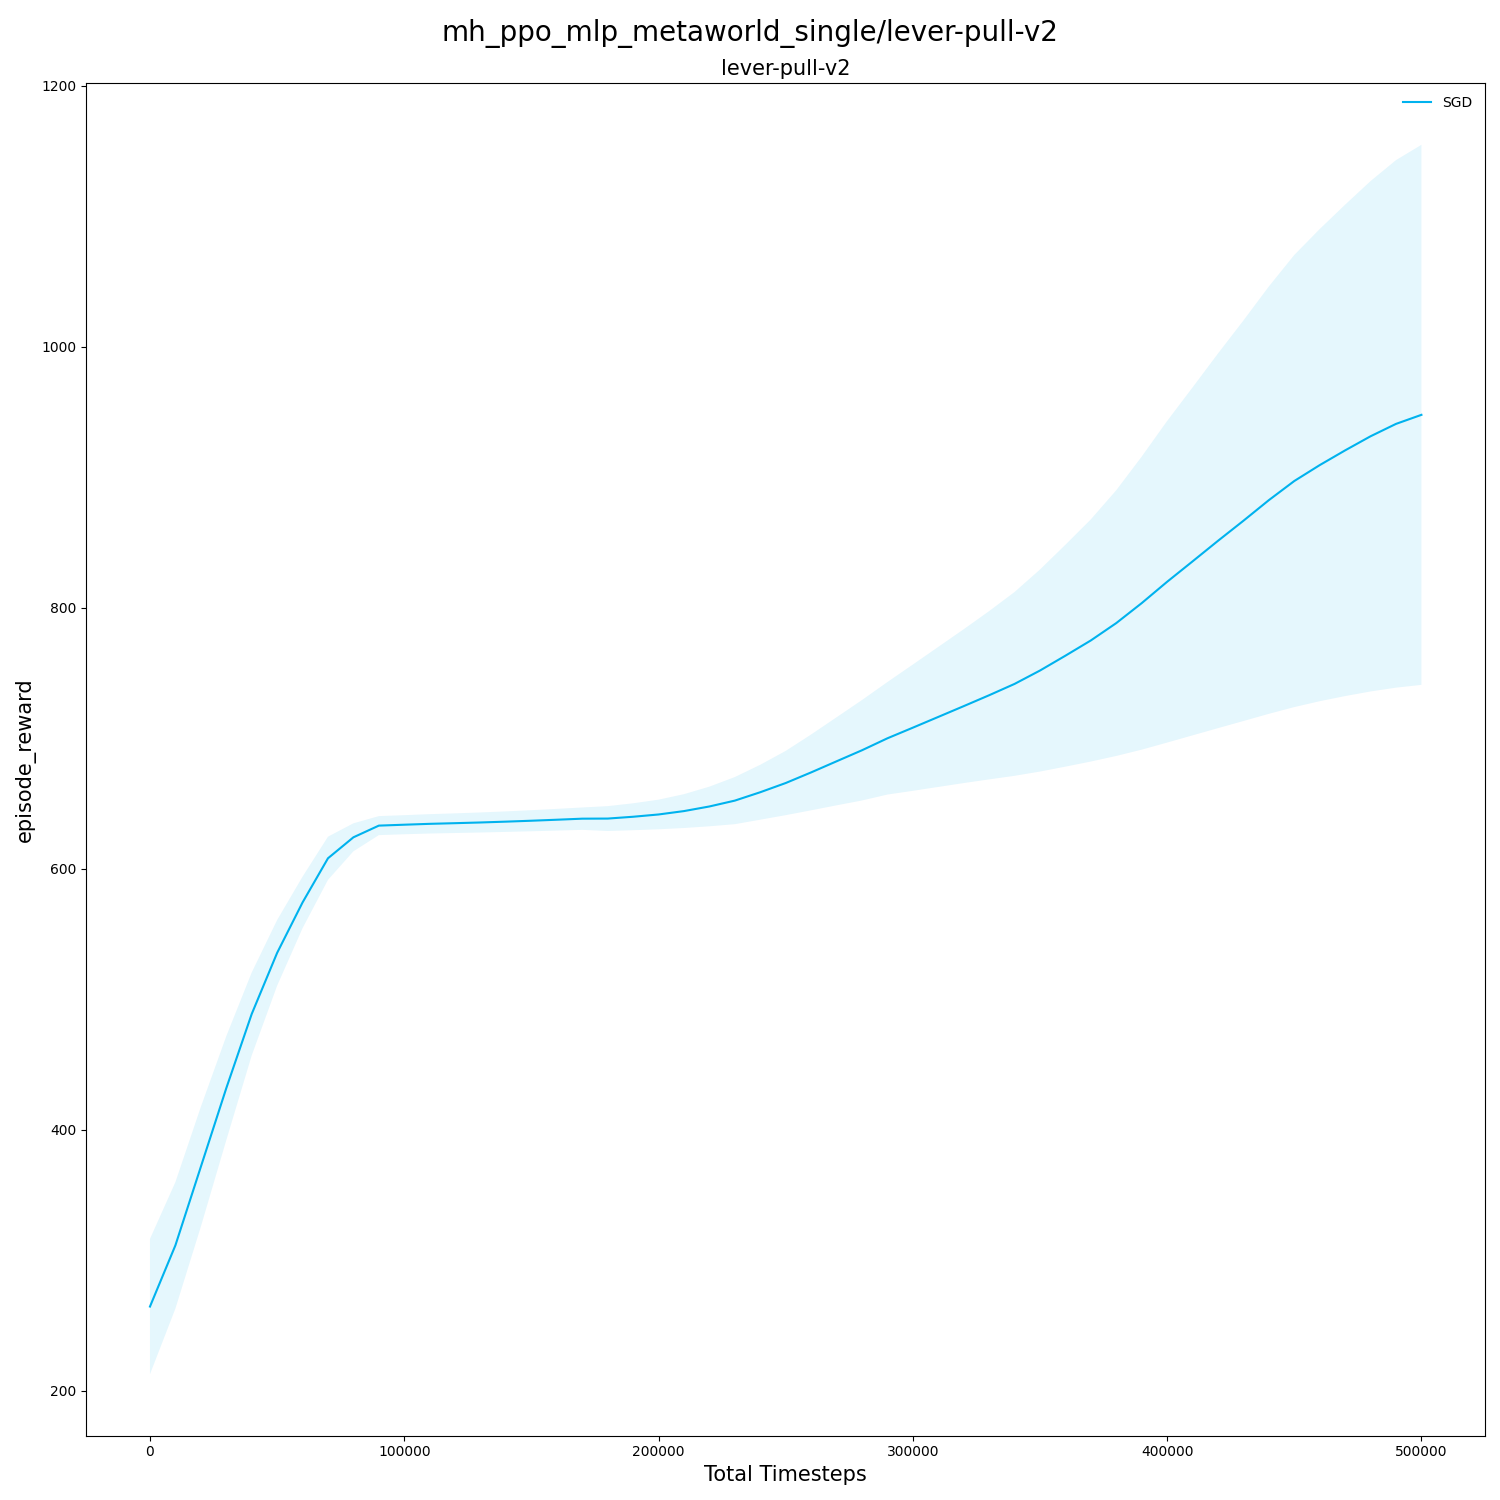 mh_ppo_mlp_metaworld_single/lever-pull-v2
lever-pull-v2
SGD
1200
1000
800
600
400
200
episode_reward
0 100000 200000 300000 400000 500000
Total Timesteps